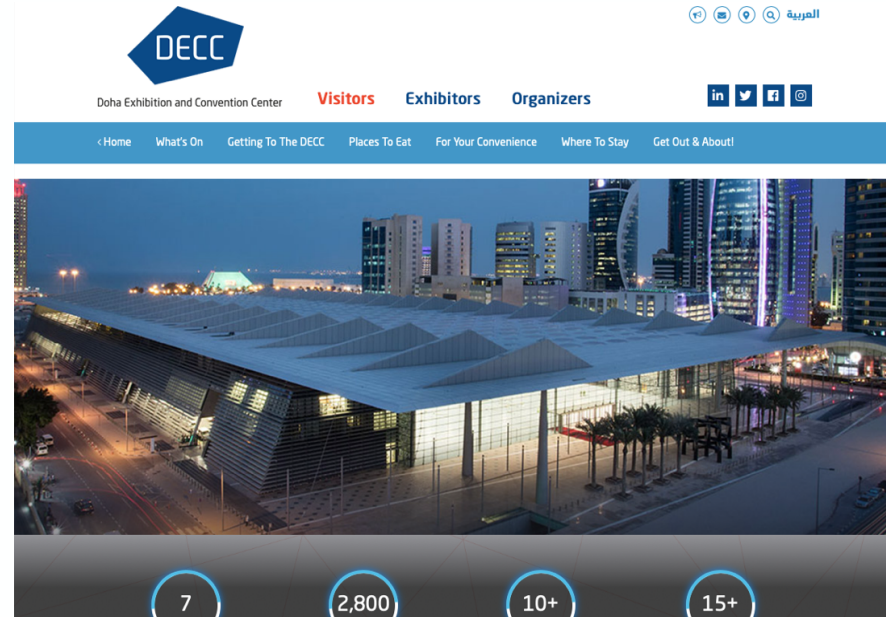 العربية
DECC
Doha Exhibition and Convention Center
Visitors Exhibitors Organizers
in
< Home What's On Getting To The DECC Places To Eat For Your Convenience Where To Stay Get Out & About!
7 2,800 10+ 15+